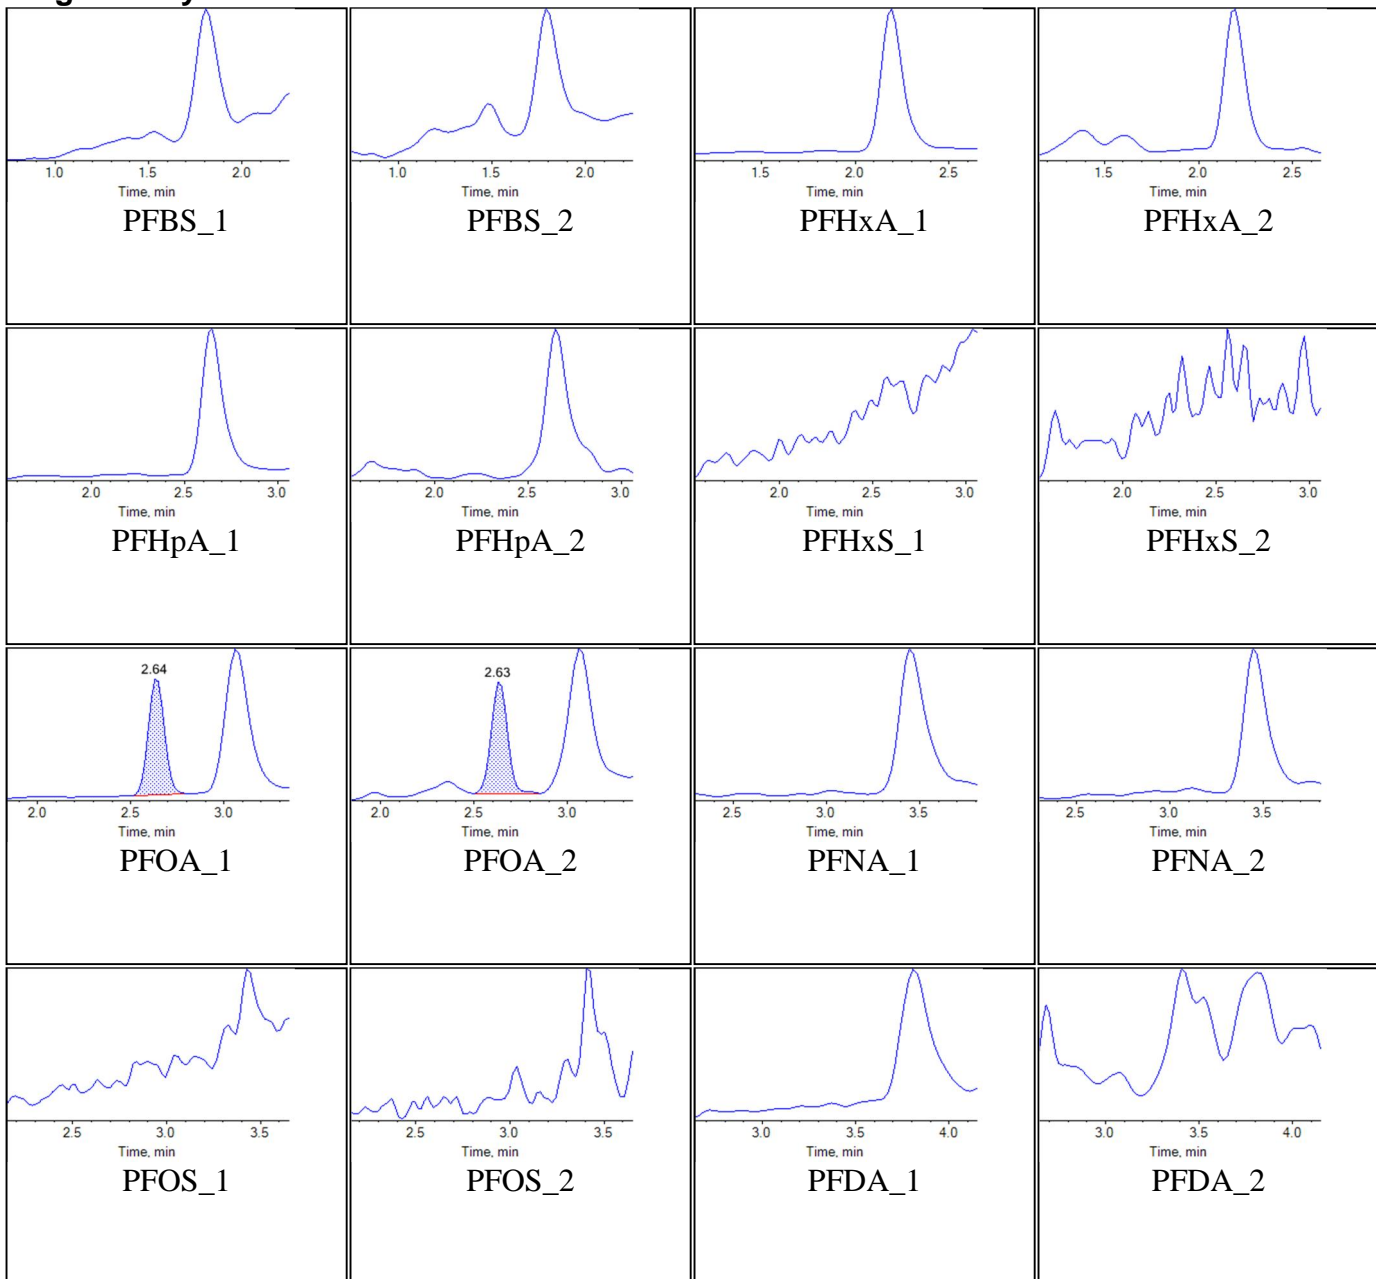 1.0 1.5 2.0
Time, min
PFBS_1
1.0 1.5 2.0
Time, min
PFBS_2
1.5 2.0 2.5
Time, min
PFHxA_1
1.5 2.0 2.5
Time, min
PFHxA_2
2.0 2.5 3.0
Time, min
PFHpA_1
2.0 2.5 3.0
Time, min
PFHpA_2
2.0 2.5 3.0
Time, min
PFHxS_1
2.0 2.5 3.0
Time, min
PFHxS_2
2.64
2.0 2.5 3.0
Time, min
PFOA_1
2.63
2.0 2.5 3.0
Time, min
PFOA_2
2.5 3.0 3.5
Time, min
PFNA_1
2.5 3.0 3.5
Time, min
PFNA_2
2.5 3.0 3.5
Time, min
PFOS_1
2.5 3.0 3.5
Time, min
PFOS_2
3.0 3.5 4.0
Time, min
PFDA_1
3.0 3.5 4.0
Time, min
PFDA_2